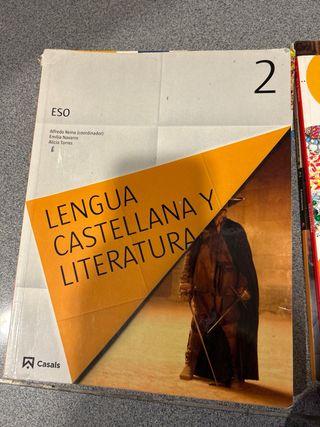 2
ESO
Alfredo Reina (coordinador)
Emilia Navarro
Alicia Torres
LENGUA
CASTELLANA Y
LITERATURA
Casals